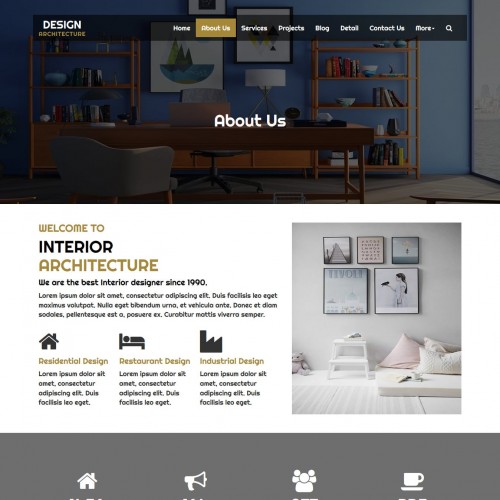 DESIGN
ARCHITECTURE
Home
About Us
Services
Projects
Blog
Detail
Contact Us
More
About Us
WELCOME TO
INTERIOR
ARCHITECTURE
We are the best Interior designer since 1990.
Lorem ipsum dolor sit amet, consectetur adipiscing elit. Duis facilisis leo eget
maximus volutpat. Nulla eget bibendum urna, et vehicula ante. Donec et diam
sodales, pellentesque est a, posuere ex. Curabitur mattis viverra.
Residential Design
Lorem ipsum dolor
sit amet, consectetur
adipiscing elit. Duis
facilisis leo eget.
Restaurant Design
Lorem ipsum dolor
sit amet, consectetur
adipiscing elit. Duis
facilisis leo eget.
Industrial Design
Lorem ipsum dolor
sit amet, consectetur
adipiscing elit. Duis
facilisis leo eget.
TIVOLI